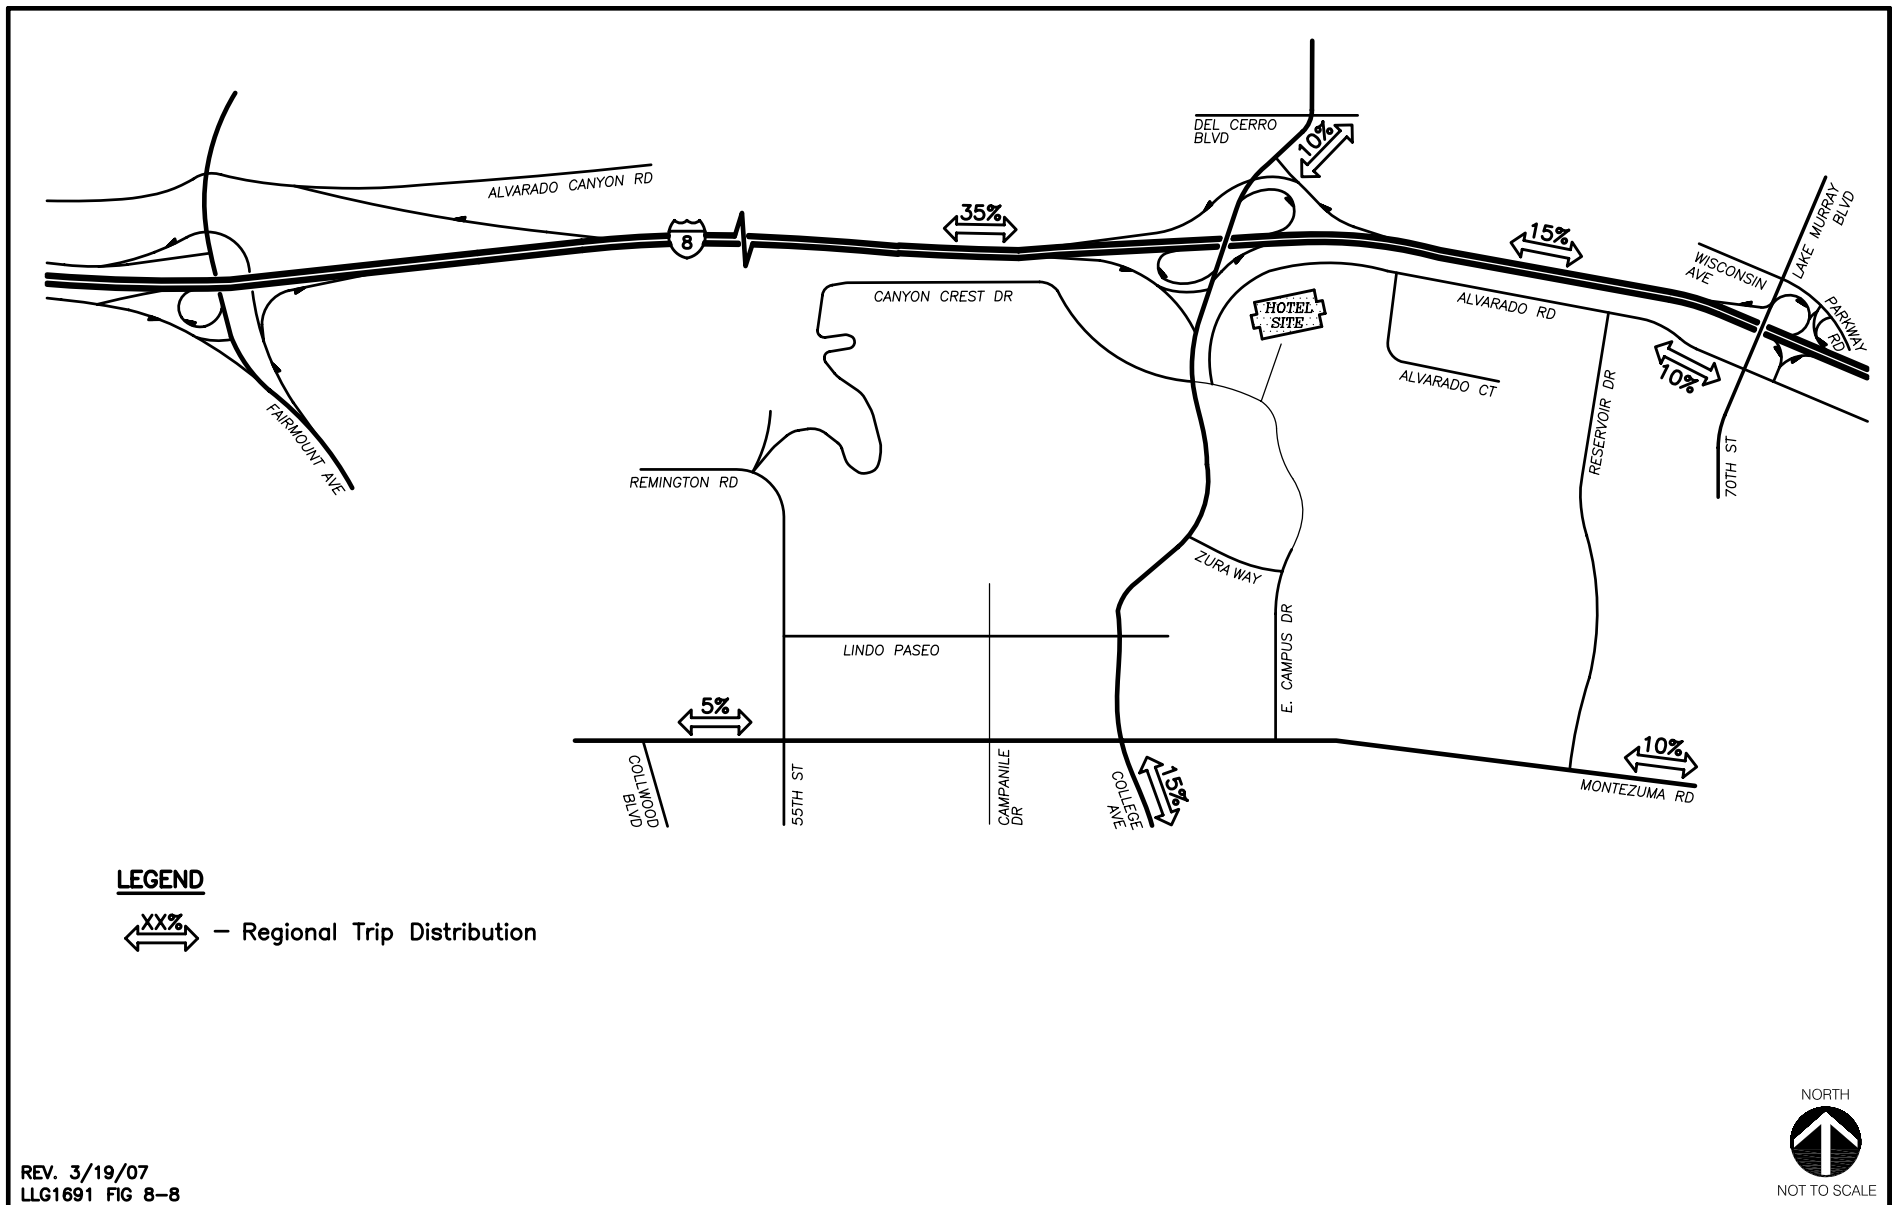 DEL CERRO
BLVD
10%
ALVARADO CANYON RD
35%
8
15%
LAKE MURRAY
BLVD
WISCONSIN
AVE
PARKWAY
RD
CANYON CREST DR
HOTEL
SITE
ALVARADO RD
10%
ALVARADO CT
FAIRMOUNT AVE
RESERVOIR DR
70TH ST
REMINGTON RD
ZURA WAY
E. CAMPUS DR
LINDO PASEO
5%
10%
COLLWOOD
BLVD
55TH ST
CAMPANILE
DR
COLLEGE
AVE
15%
MONTEZUMA RD
LEGEND
XX% - Regional Trip Distribution
NORTH
NOT TO SCALE
REV. 3/19/07
LLG1691 FIG 8-8